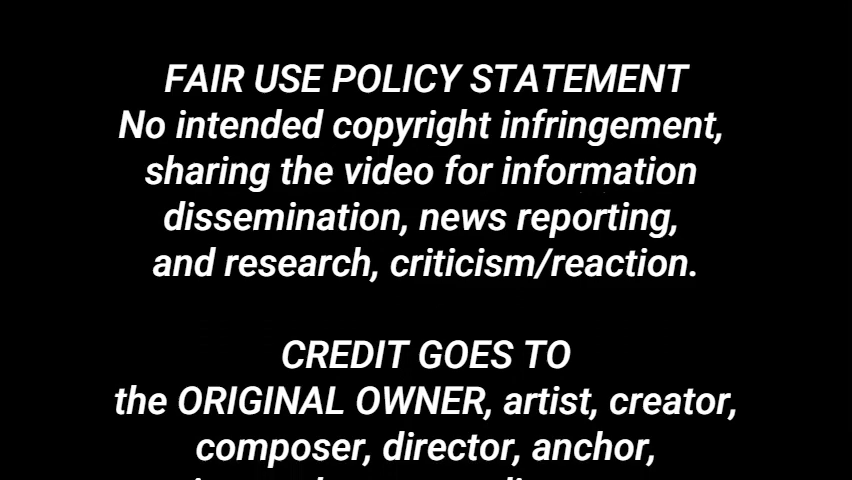 FAIR USE POLICY STATEMENT
No intended copyright infringement,
sharing the video for information
dissemination, news reporting,
and research, criticism/reaction.
CREDIT GOES TO
the ORIGINAL OWNER, artist, creator,
composer, director, anchor,